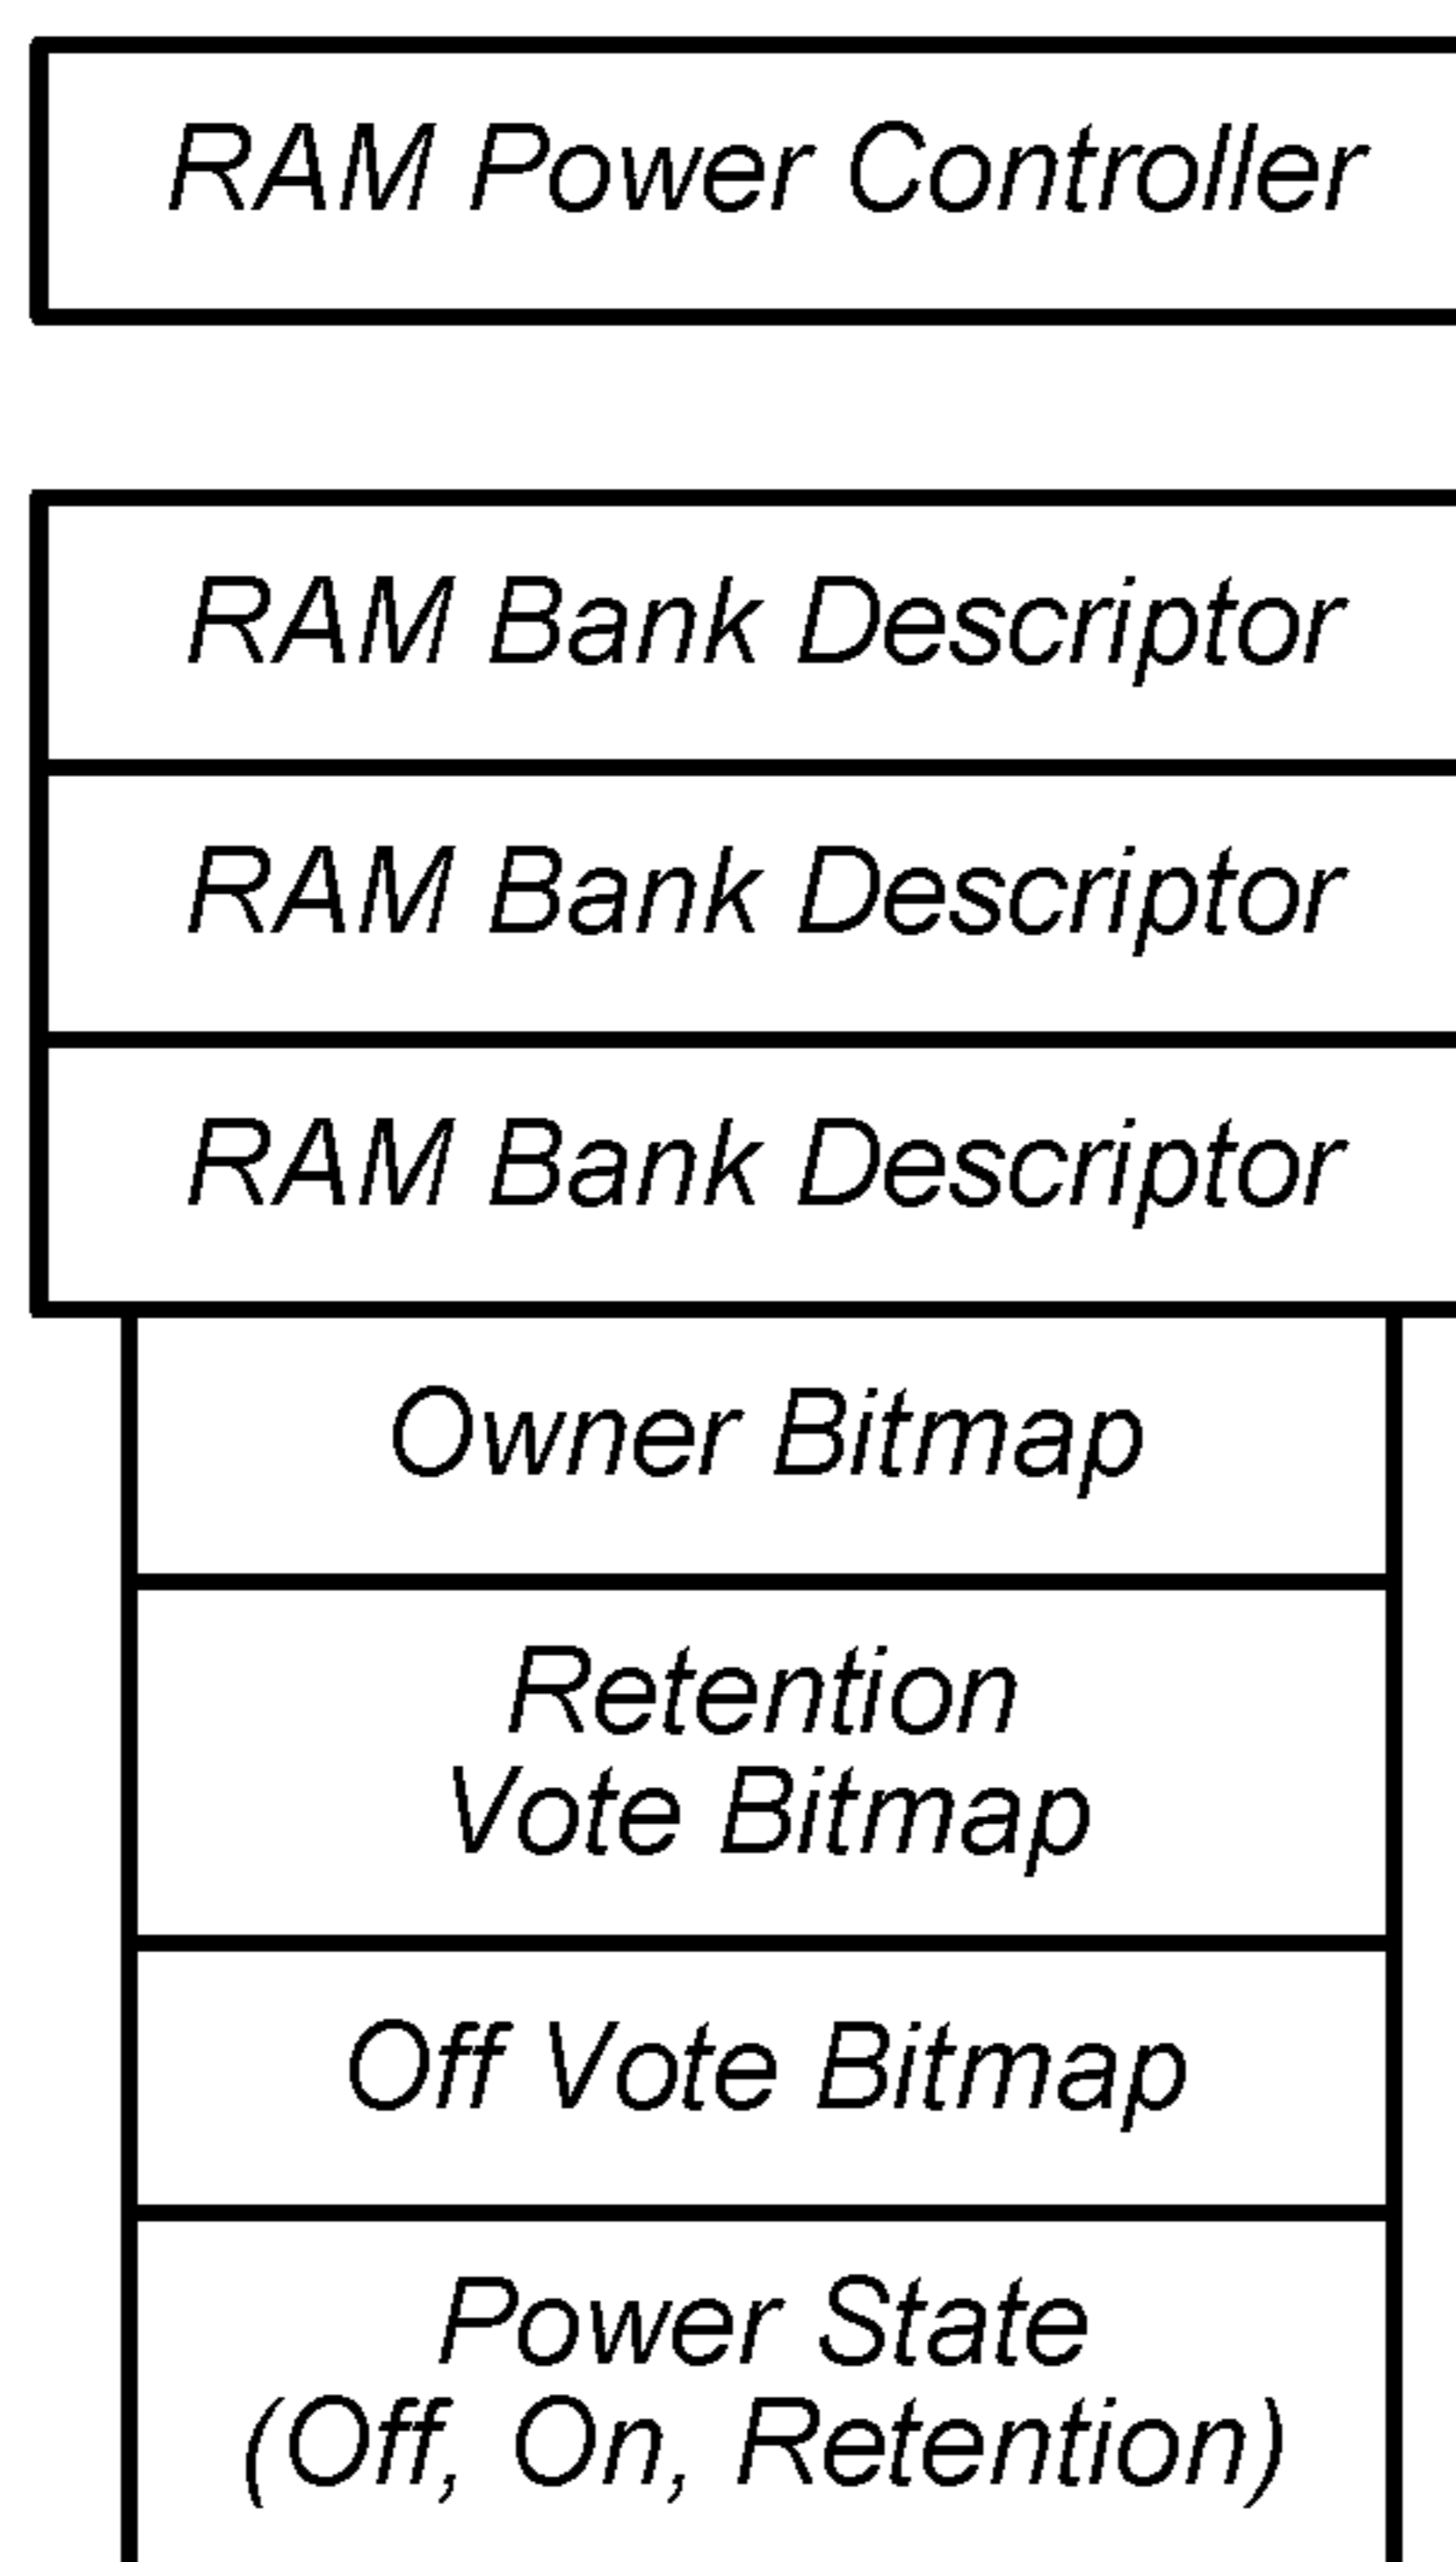 RAM Power Controller
RAM Bank Descriptor
RAM Bank Descriptor
RAM Bank Descriptor
Owner Bitmap
Retention
Vote Bitmap
Off Vote Bitmap
Power State
(Off, On, Retention)